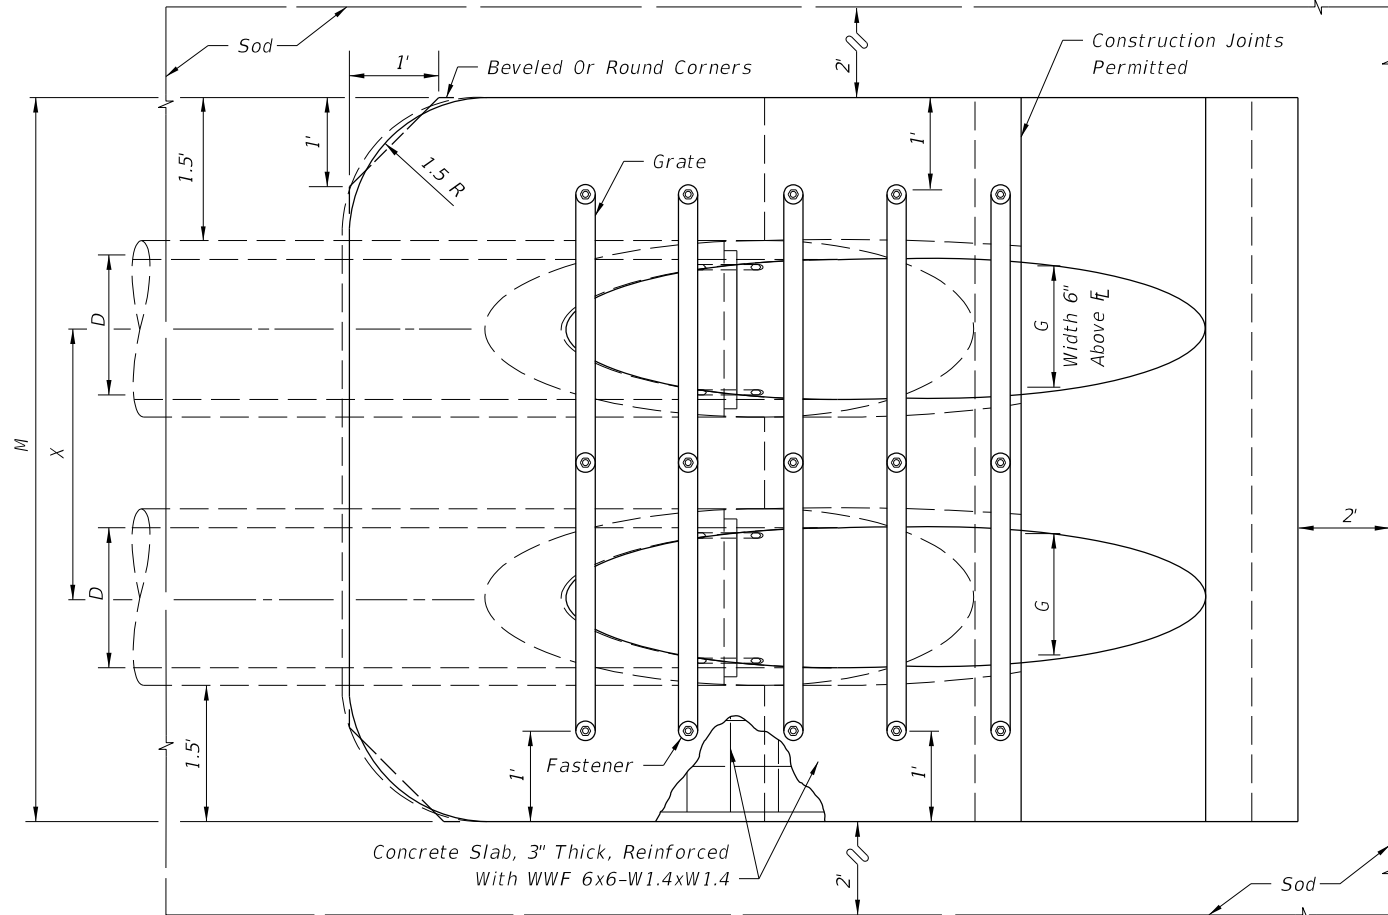 Sod
1'
Beveled Or Round Corners
2'
Construction Joints
Permitted
1.5'
1'
1.5 R
Grate
1'
D
G
Width 6"
Above FL
M
X
2'
D
G
1.5'
Fastener
1'
1'
Concrete Slab, 3" Thick, Reinforced
With WWF 6x6-W1.4xW1.4
2'
Sod